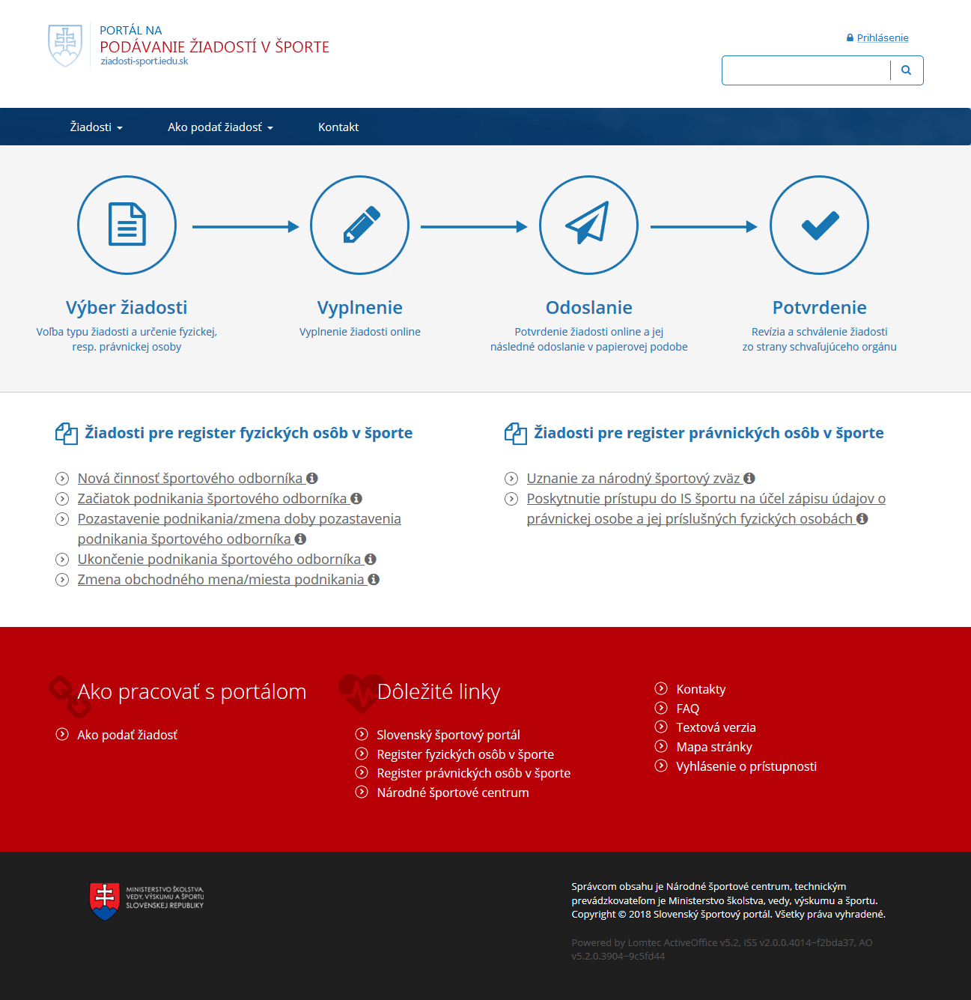 PORTÁL NA
PODÁVANIE ŽIADOSTÍ V ŠPORTE
ziadosti-sport.iedu.sk
Prihlásenie
Žiadosti
Ako podať žiadosť
Kontakt
Výber žiadosti
Voľba typu žiadosti a určenie fyzickej,
resp. právnickej osoby
Vyplnenie
Vyplnenie žiadosti online
Odoslanie
Potvrdenie žiadosti online a jej
následné odoslanie v papierovej podobe
Potvrdenie
Revízia a schválenie žiadosti
zo strany schvaľujúceho orgánu
Žiadosti pre register fyzických osôb v športe
Nová činnosť športového odborníka
Začiatok podnikania športového odborníka
Pozastavenie podnikania/zmena doby pozastavenia
podnikania športového odborníka
Ukončenie podnikania športového odborníka
Zmena obchodného mena/miesta podnikania
Žiadosti pre register právnických osôb v športe
Uznanie za národný športový zväz
Poskytnutie prístupu do IS športu na účel zápisu údajov o
právnickej osobe a jej príslušných fyzických osobách
Ako pracovať s portálom
Ako podať žiadosť
Dôležité linky
Slovenský športový portál
Register fyzických osôb v športe
Register právnických osôb v športe
Národné športové centrum
Kontakty
FAQ
Textová verzia
Mapa stránky
Vyhlásenie o prístupnosti
MINISTERSTVO ŠKOLSTVA,
VEDY, VÝSKUMU A ŠPORTU
SLOVENSKEJ REPUBLIKY
Správcom obsahu je Národné športové centrum, technickým
prevádzkovateľom je Ministerstvo školstva, vedy, výskumu a športu.
Copyright © 2018 Slovenský športový portál. Všetky práva vyhradené.
Powered by Lomtec ActiveOffice v5.2, ISS v2.0.0.4014−f2bda37, AO
v5.2.0.3904−9c5fd44